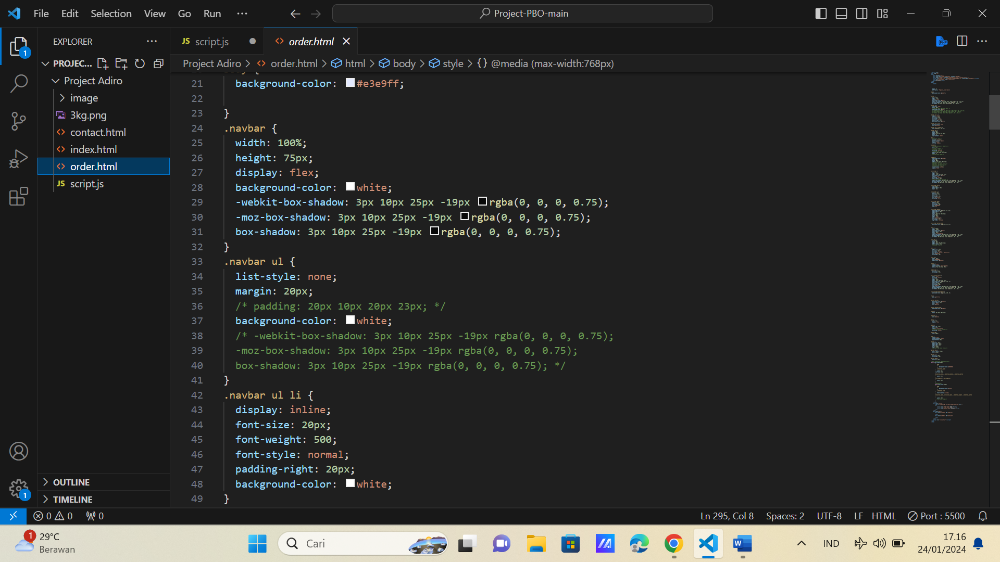 File Edit Selection View Go Run ···
Project-PBO-main
EXPLORER
JS script.js
order.html
PROJEC...
Project Adiro > order.html > html > body > style > {} @media (max-width:768px)
Project Adiro
image
3kg.png
contact.html
index.html
order.html
JS script.js
OUTLINE
TIMELINE
21 background-color: #e3e9ff;
22
23 }
24 .navbar {
25 width: 100%;
26 height: 75px;
27 display: flex;
28 background-color: white;
29 -webkit-box-shadow: 3px 10px 25px -19px rgba(0, 0, 0, 0.75);
30 -moz-box-shadow: 3px 10px 25px -19px rgba(0, 0, 0, 0.75);
31 box-shadow: 3px 10px 25px -19px rgba(0, 0, 0, 0.75);
32 }
33 .navbar ul {
34 list-style: none;
35 margin: 20px;
36 /* padding: 20px 10px 20px 23px; */
37 background-color: white;
38 /* -webkit-box-shadow: 3px 10px 25px -19px rgba(0, 0, 0, 0.75);
39 -moz-box-shadow: 3px 10px 25px -19px rgba(0, 0, 0, 0.75);
40 box-shadow: 3px 10px 25px -19px rgba(0, 0, 0, 0.75); */
41 }
42 .navbar ul li {
43 display: inline;
44 font-size: 20px;
45 font-weight: 500;
46 font-style: normal;
47 padding-right: 20px;
48 background-color: white;
49 }
1
1
0 0 0
Ln 295, Col 8 Spaces: 2 UTF-8 LF HTML Port : 5500
1
29°C
Berawan
Cari
W
IND
17.16
24/01/2024